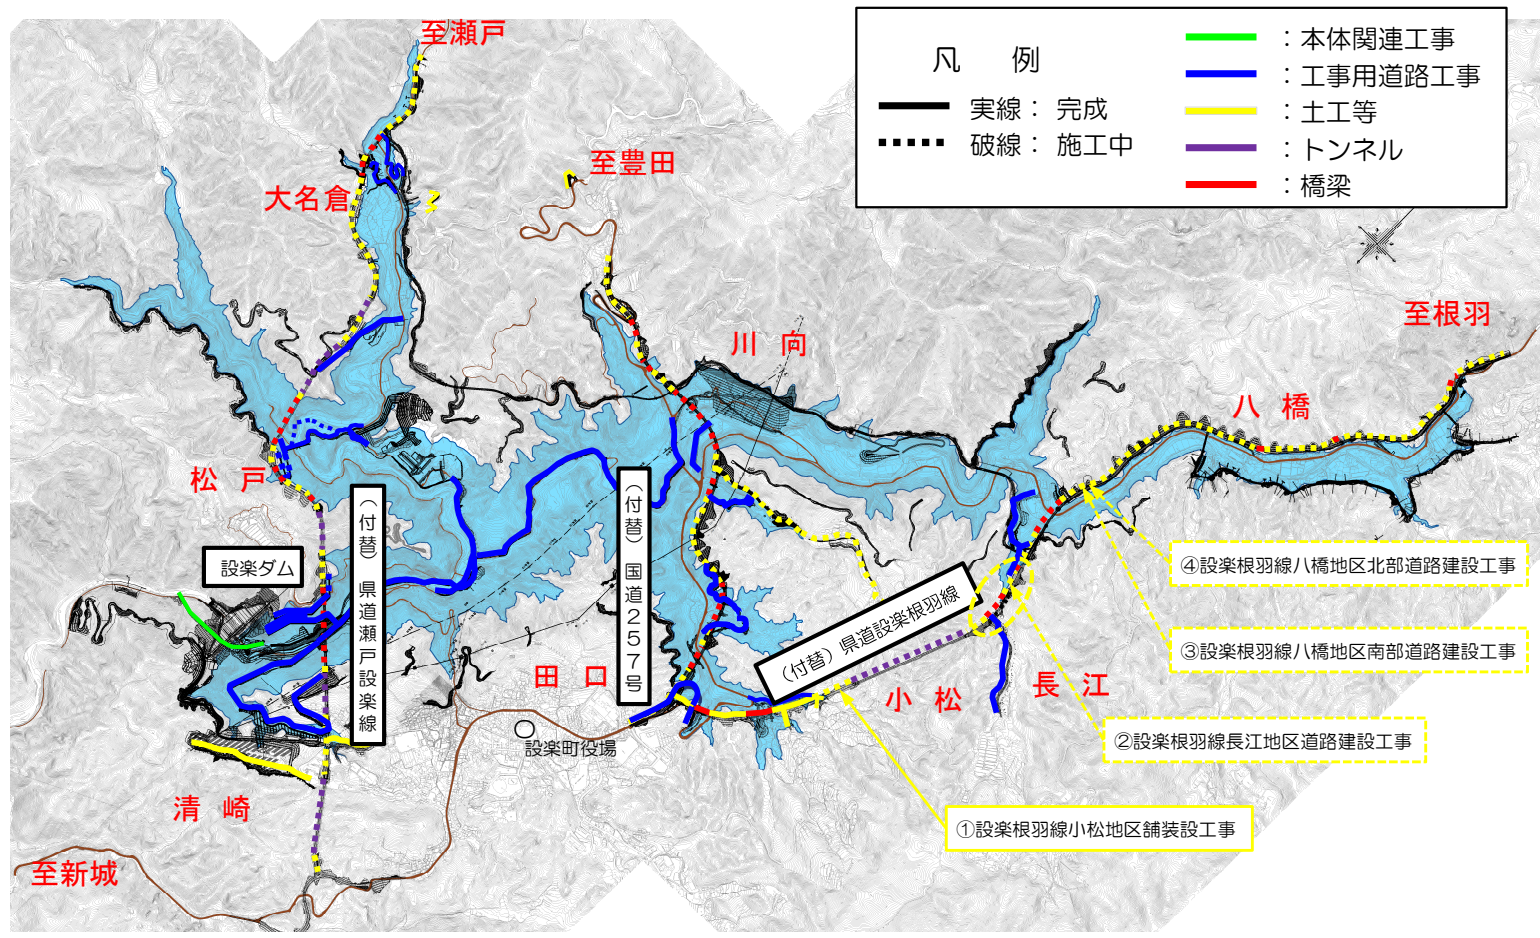 至瀬戸
凡 例
実線： 完成
破線： 施工中
：本体関連工事
：工事用道路工事
：土工等
：トンネル
：橋梁
至豊田
大名倉
至根羽
川 向
八 橋
松 戸
（付替） 県道瀬戸設楽線
（付替） 国道２５７号
設楽ダム
④設楽根羽線八橋地区北部道路建設工事
（付替）県道設楽根羽線
③設楽根羽線八橋地区南部道路建設工事
田 口
小 松
長 江
設楽町役場
②設楽根羽線長江地区道路建設工事
清 崎
①設楽根羽線小松地区舗装設工事
至新城